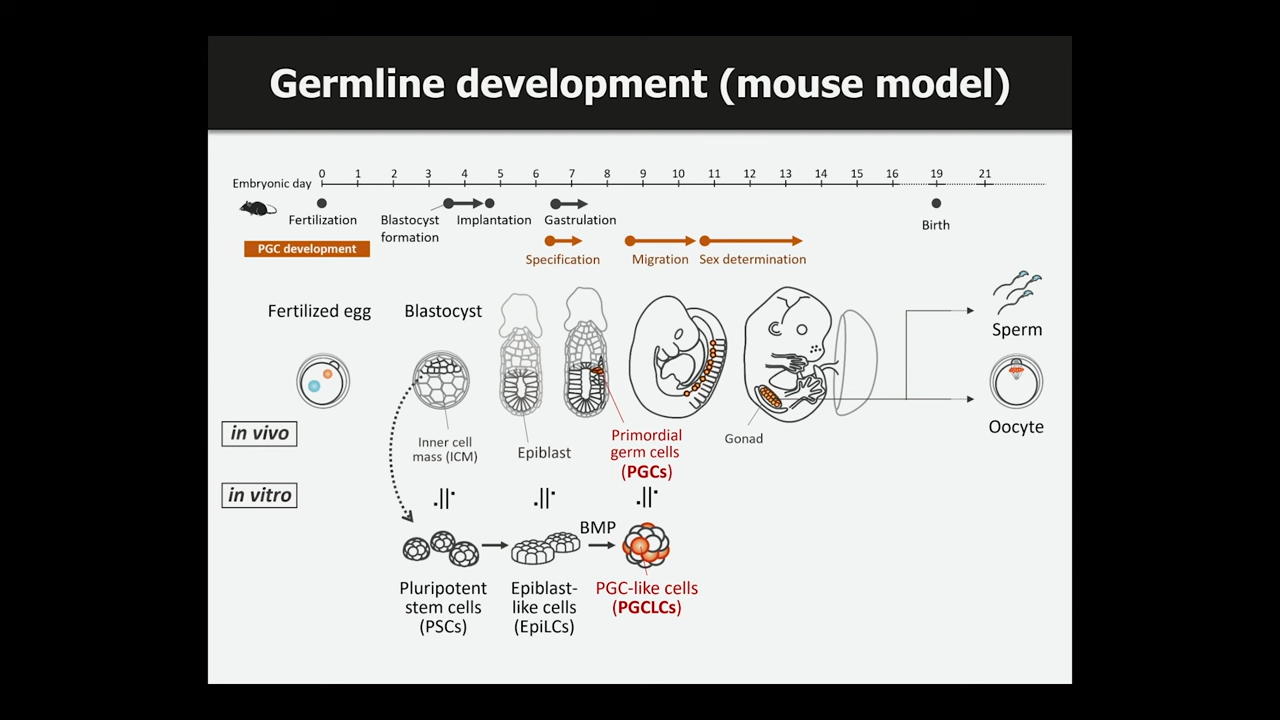 Germline development (mouse model)
Embryonic day 0 1 2 3 4 5 6 7 8 9 10 11 12 13 14 15 16 19 21
Fertilization
Blastocyst
formation
Implantation
Gastrulation
Birth
PGC development
Specification
Migration
Sex determination
Fertilized egg
Blastocyst
Sperm
Oocyte
in vivo
Inner cell
mass (ICM)
Epiblast
Primordial
germ cells
(PGCs)
Gonad
in vitro
BMP
Pluripotent
stem cells
(PSCs)
Epiblast-
like cells
(EpiLCs)
PGC-like cells
(PGCLCs)